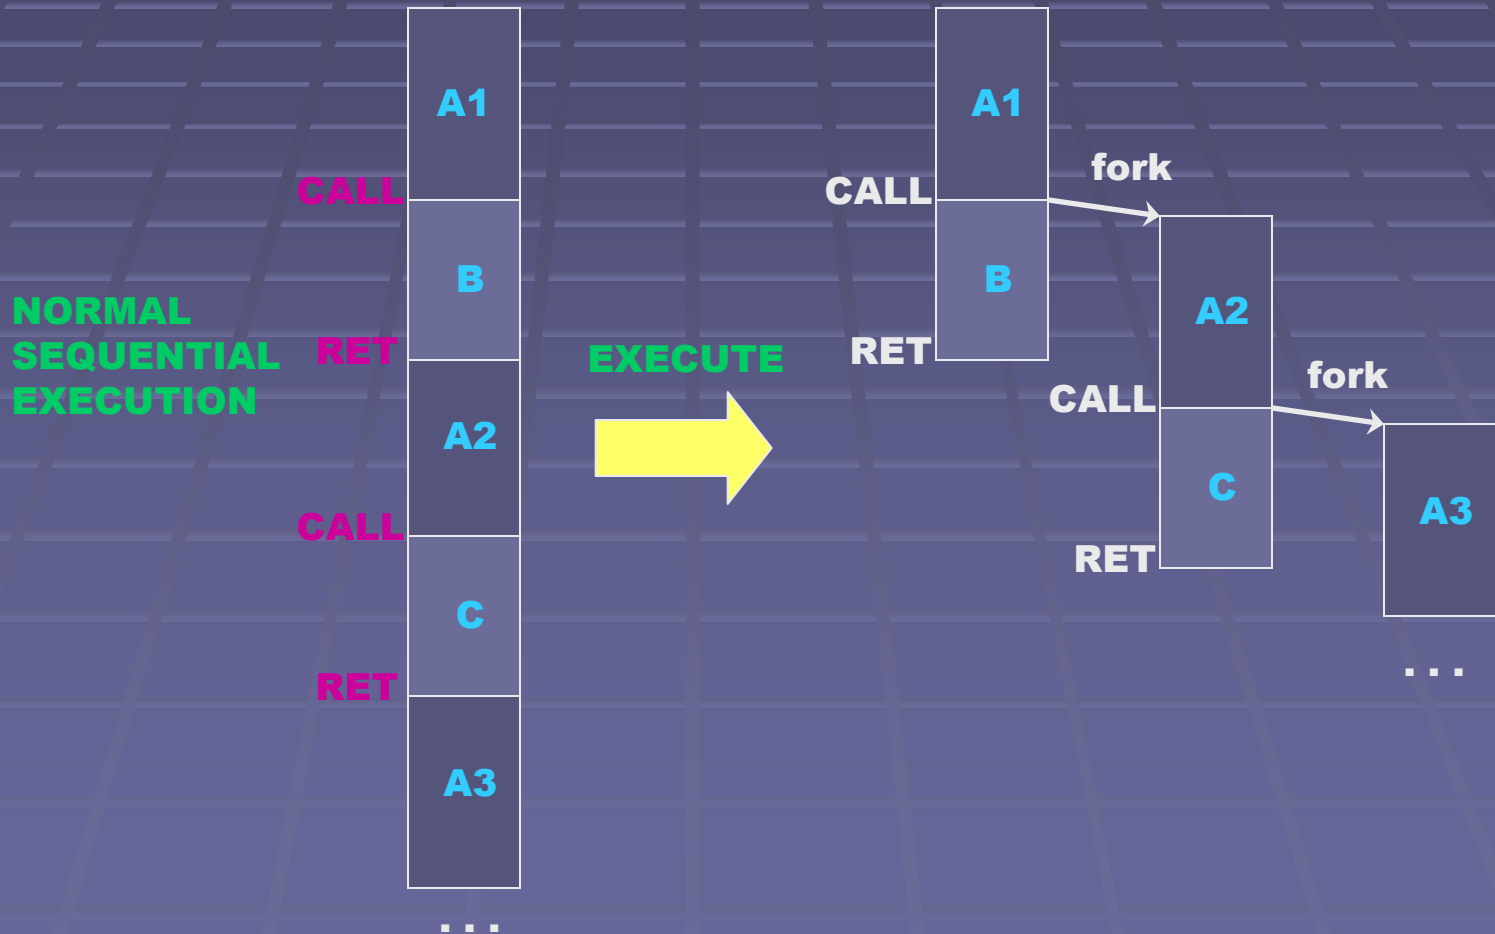 NORMAL
SEQUENTIAL
EXECUTION
A1
CALL
B
RET
A2
CALL
C
RET
A3
...
EXECUTE
A1
CALL
fork
B
RET
A2
CALL
fork
C
RET
A3
...